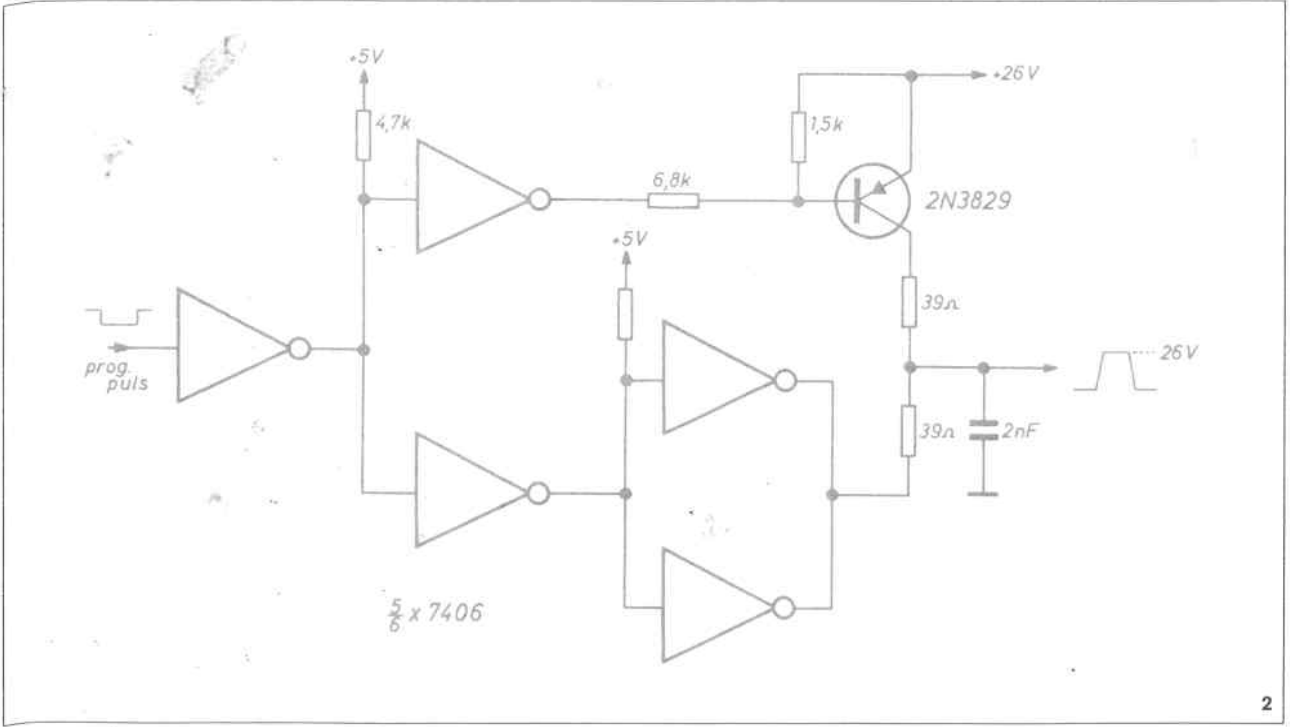 +5V
+26V
4,7k
1,5k
6,8k
2N3829
+5V
39Ω
prog.
puls
26V
39Ω
2nF
5/6 x 7406
2